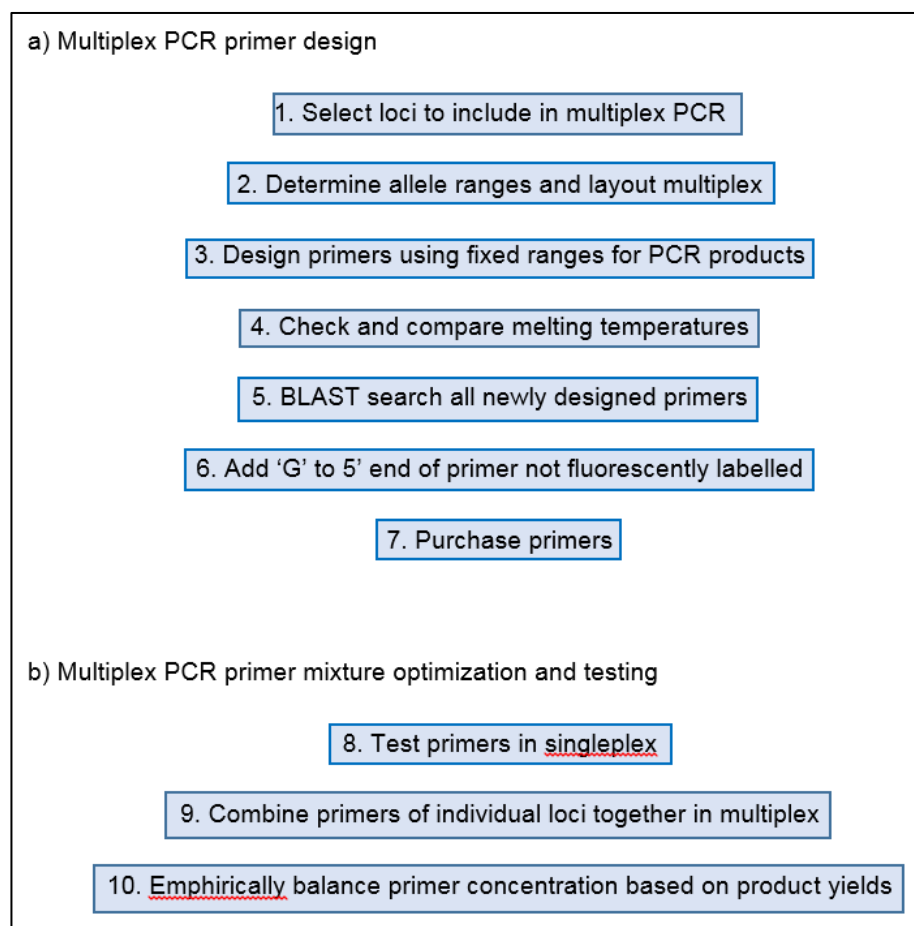 a) Multiplex PCR primer design
1. Select loci to include in multiplex PCR
2. Determine allele ranges and layout multiplex
3. Design primers using fixed ranges for PCR products
4. Check and compare melting temperatures
5. BLAST search all newly designed primers
6. Add ‘G’ to 5’ end of primer not fluorescently labelled
7. Purchase primers
b) Multiplex PCR primer mixture optimization and testing
8. Test primers in singleplex
9. Combine primers of individual loci together in multiplex
10. Emphirically balance primer concentration based on product yields